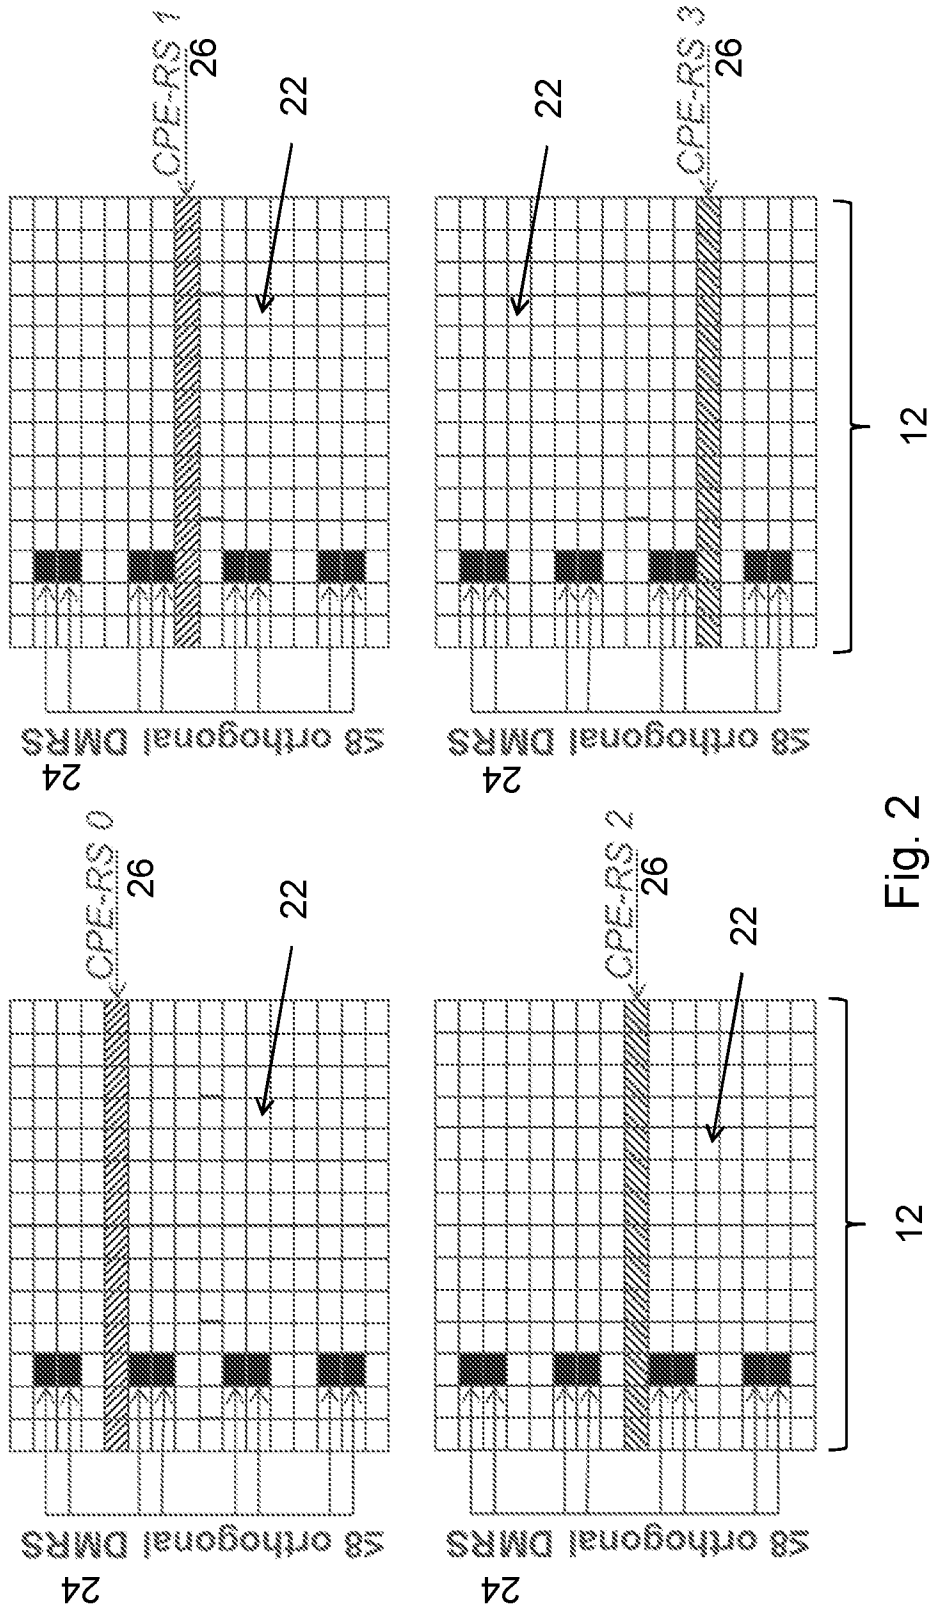 CPE-RS 0
26
22
≤8 orthogonal DMRS
24
CPE-RS 1
26
22
≤8 orthogonal DMRS
24
CPE-RS 2
26
22
≤8 orthogonal DMRS
24
12
CPE-RS 3
26
22
≤8 orthogonal DMRS
24
12
Fig. 2